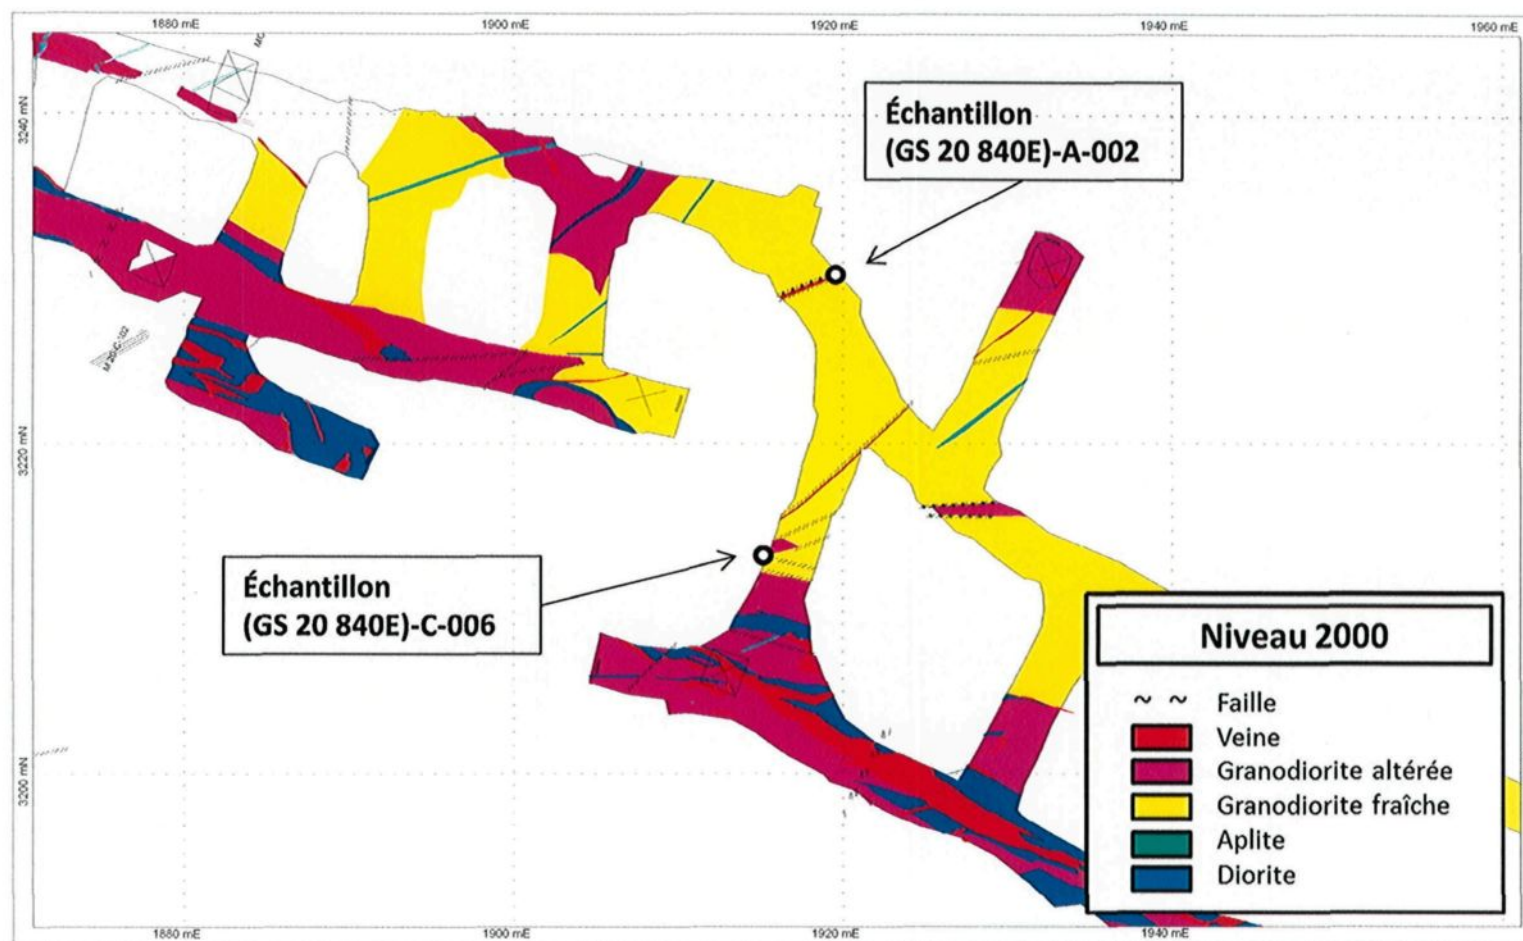 1880 mE
1900 mE
1920 mE
1940 mE
1960 mE
3240 mN
3220 mN
3200 mN
Échantillon
(GS 20 840E)-A-002
Échantillon
(GS 20 840E)-C-006
Niveau 2000
~ ~ Faille
Veine
Granodiorite altérée
Granodiorite fraîche
Aplite
Diorite
1880 mE
1900 mE
1920 mE
1940 mE